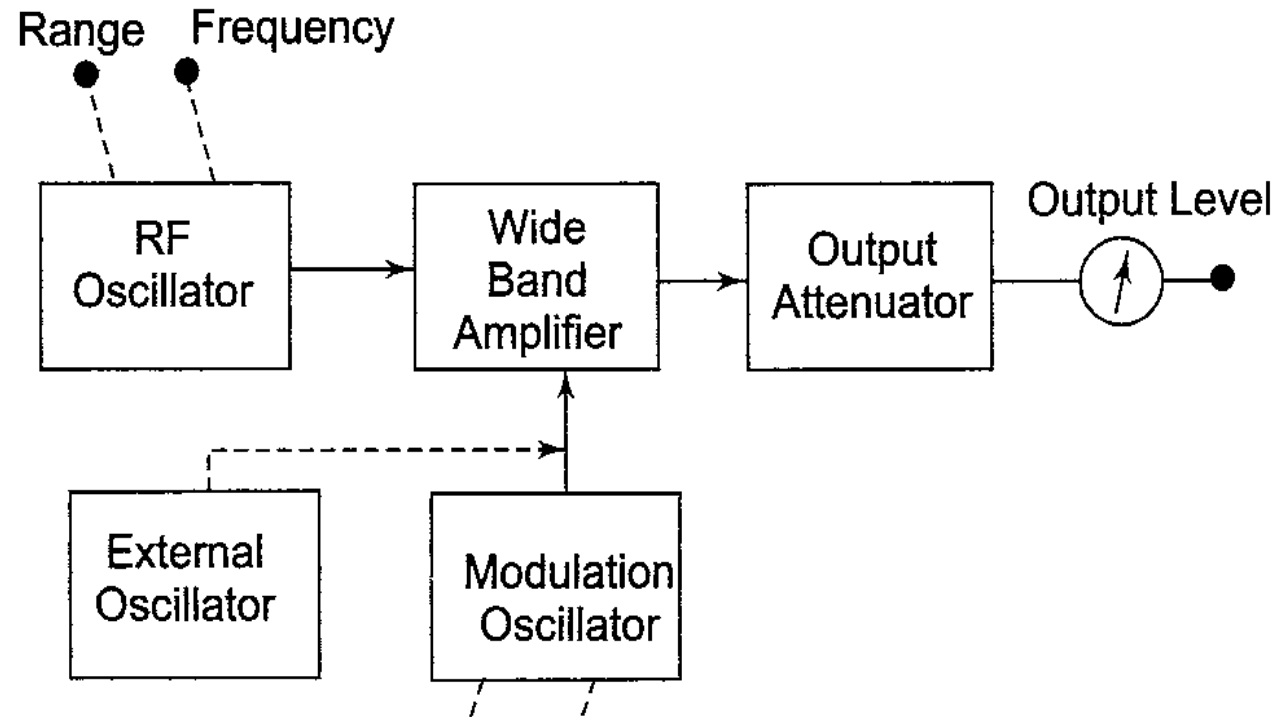 Range Frequency
RF
Oscillator
Wide
Band
Amplifier
Output
Attenuator
Output Level
External
Oscillator
Modulation
Oscillator